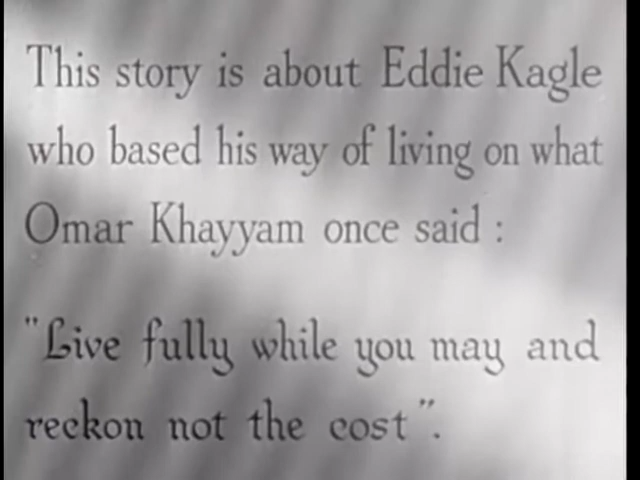 This story is about Eddie Kagle
who based his way of living on what
Omar Khayyam once said :
"Live fully while you may and
reckon not the cost".